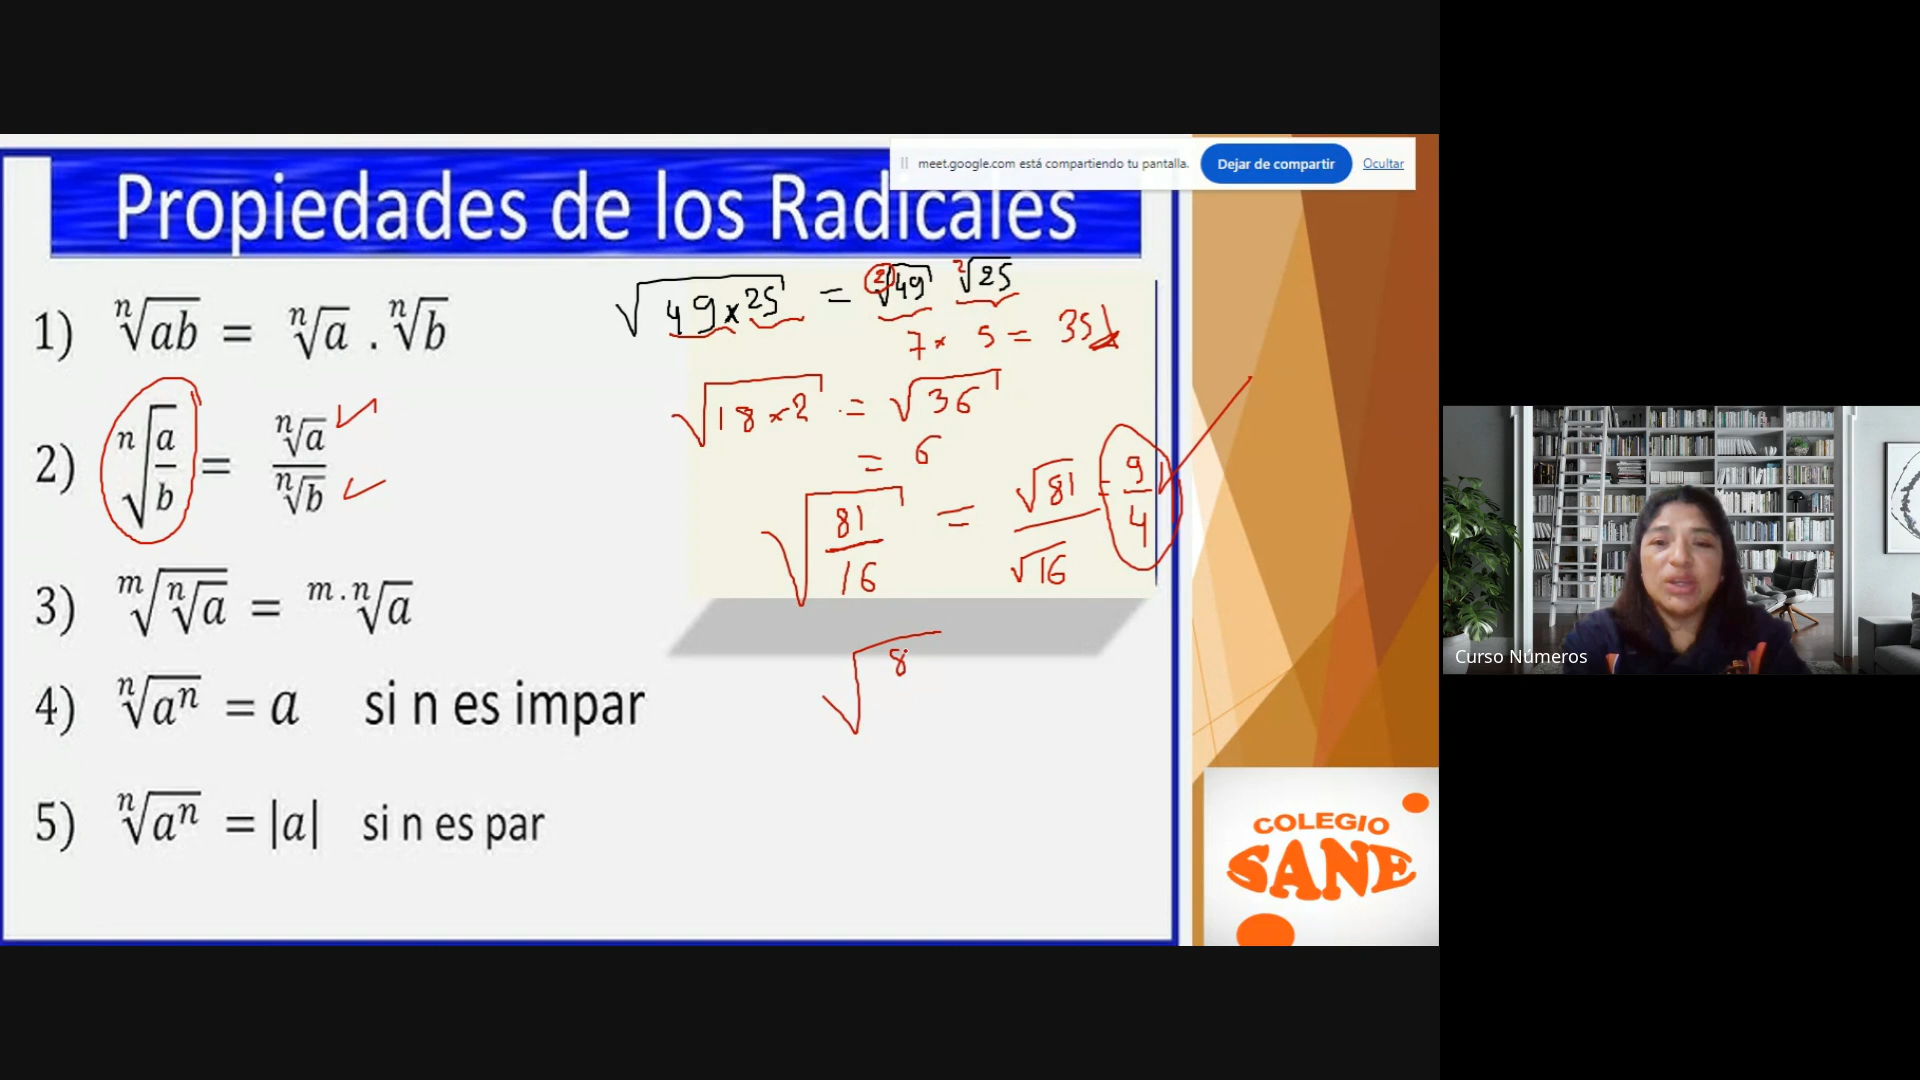 meet.google.com está compartiendo tu pantalla. Dejar de compartir Ocultar
Propiedades de los Radicales
1) ⁿ√ab = ⁿ√a . ⁿ√b
2) ⁿ√(a/b) = ⁿ√a / ⁿ√b
3) ᵐ√(ⁿ√a) = ᵐ·ⁿ√a
4) ⁿ√aⁿ = a si n es impar
5) ⁿ√aⁿ = |a| si n es par
√(49x25) = ²√49 ²√25
7 x 5 = 35
√(18x2) = √36
= 6
√(81/16) = √81/√16 = 9/4
√8
COLEGIO
SANE
Curso Números